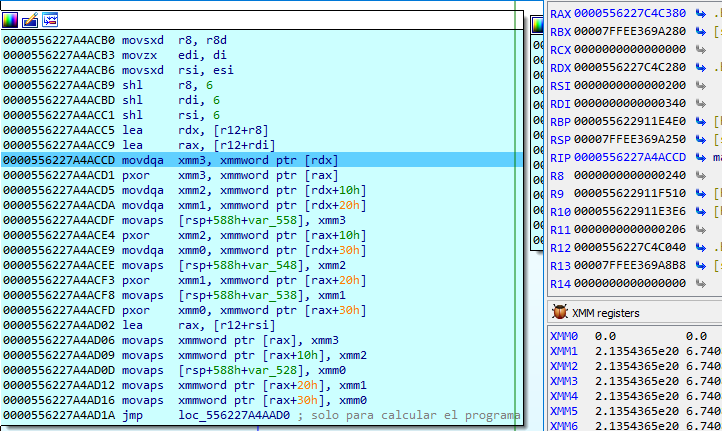 0000556227A4ACB0 movsxd r8, r8d
0000556227A4ACB3 movzx edi, di
0000556227A4ACB6 movsxd rsi, esi
0000556227A4ACB9 shl r8, 6
0000556227A4ACBD shl rdi, 6
0000556227A4ACC1 shl rsi, 6
0000556227A4ACC5 lea rdx, [r12+r8]
0000556227A4ACC9 lea rax, [r12+rdi]
0000556227A4ACCD movdqa xmm3, xmmword ptr [rdx]
0000556227A4ACD1 pxor xmm3, xmmword ptr [rax]
0000556227A4ACD5 movdqa xmm2, xmmword ptr [rdx+10h]
0000556227A4ACDA movdqa xmm1, xmmword ptr [rdx+20h]
0000556227A4ACDF movaps [rsp+588h+var_558], xmm3
0000556227A4ACE4 pxor xmm2, xmmword ptr [rax+10h]
0000556227A4ACE9 movdqa xmm0, xmmword ptr [rdx+30h]
0000556227A4ACEE movaps [rsp+588h+var_548], xmm2
0000556227A4ACF3 pxor xmm1, xmmword ptr [rax+20h]
0000556227A4ACF8 movaps [rsp+588h+var_538], xmm1
0000556227A4ACFD pxor xmm0, xmmword ptr [rax+30h]
0000556227A4AD02 lea rax, [r12+rsi]
0000556227A4AD06 movaps xmmword ptr [rax], xmm3
0000556227A4AD09 movaps xmmword ptr [rax+10h], xmm2
0000556227A4AD0D movaps [rsp+588h+var_528], xmm0
0000556227A4AD12 movaps xmmword ptr [rax+20h], xmm1
0000556227A4AD16 movaps xmmword ptr [rax+30h], xmm0
0000556227A4AD1A jmp loc_556227A4AAD0 ; solo para calcular el programa
RAX 0000556227C4C380
RBX 00007FFEE369A280 [s
RCX 0000000000000000
RDX 0000556227C4C280
RSI 0000000000000200
RDI 0000000000000340
RBP 000055622911E4E0
RSP 00007FFEE369A250 [s
RIP 0000556227A4ACCD ma
R8 0000000000000240
R9 000055622911F510
R10 000055622911E3E6
R11 0000000000000206
R12 0000556227C4C040
R13 00007FFEE369A8B8 [s
R14 0000000000000000
XMM registers
XMM0 0.0 0.0
XMM1 2.1354365e20 6.740
XMM2 2.1354365e20 6.740
XMM3 2.1354365e20 6.740
XMM4 2.1354365e20 6.740
XMM5 2.1354365e20 6.740
XMM6 2.1354365e20 6.740